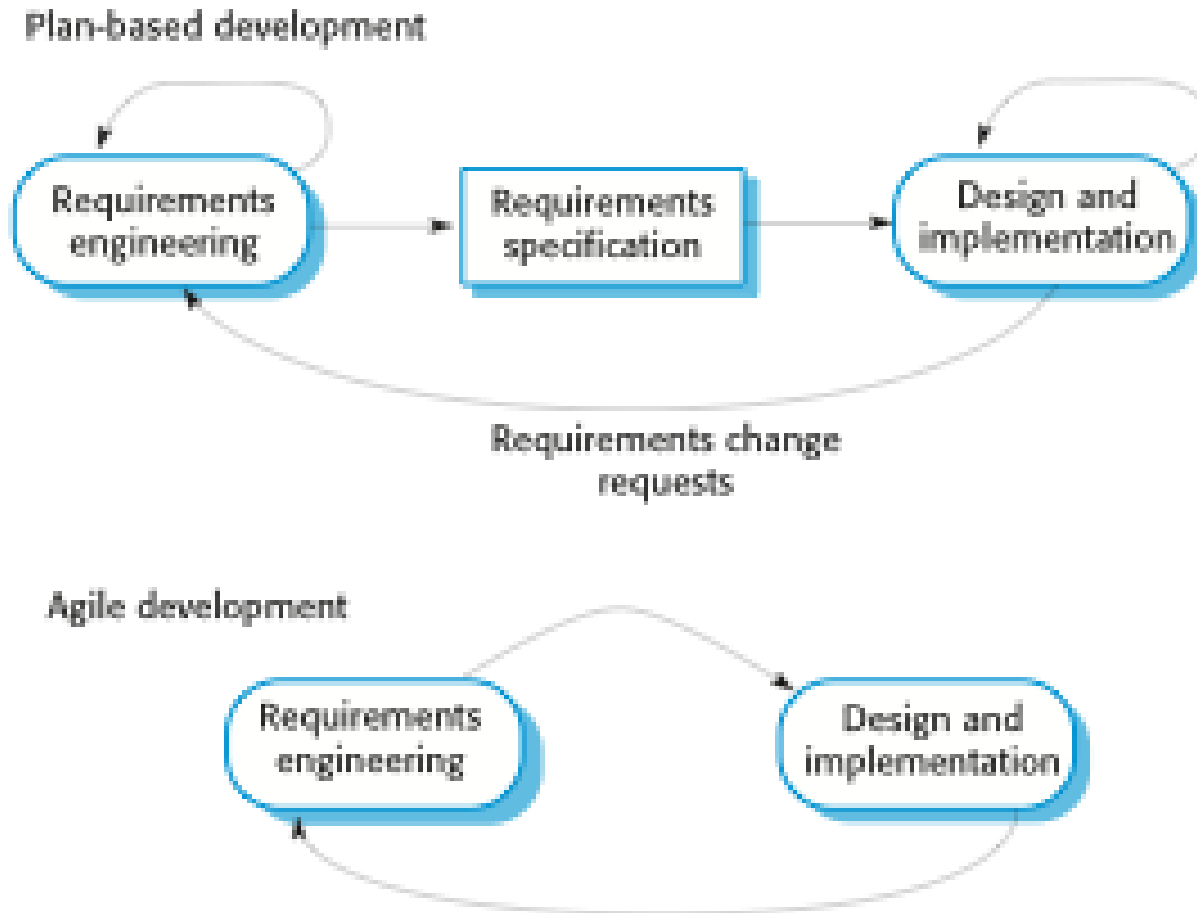 Plan-based development
Requirements
engineering
Requirements
specification
Design and
implementation
Requirements change
requests
Agile development
Requirements
engineering
Design and
implementation